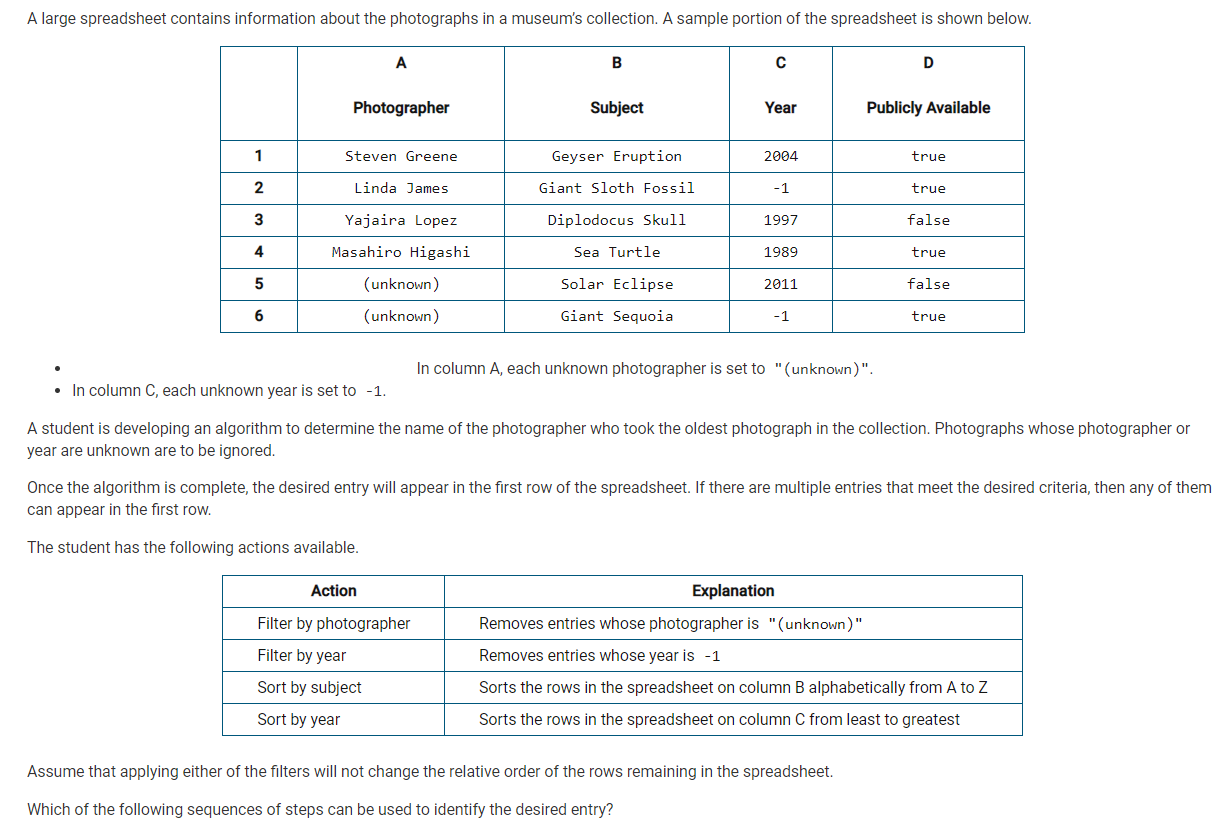 A large spreadsheet contains information about the photographs in a museum's collection. A sample portion of the spreadsheet is shown below.
A B C D
Photographer Subject Year Publicly Available
1 Steven Greene Geyser Eruption 2004 true
2 Linda James Giant Sloth Fossil -1 true
3 Yajaira Lopez Diplodocus Skull 1997 false
4 Masahiro Higashi Sea Turtle 1989 true
5 (unknown) Solar Eclipse 2011 false
6 (unknown) Giant Sequoia -1 true
• In column A, each unknown photographer is set to "(unknown)".
• In column C, each unknown year is set to -1.
A student is developing an algorithm to determine the name of the photographer who took the oldest photograph in the collection. Photographs whose photographer or
year are unknown are to be ignored.
Once the algorithm is complete, the desired entry will appear in the first row of the spreadsheet. If there are multiple entries that meet the desired criteria, then any of them
can appear in the first row.
The student has the following actions available.
Action Explanation
Filter by photographer Removes entries whose photographer is "(unknown)"
Filter by year Removes entries whose year is -1
Sort by subject Sorts the rows in the spreadsheet on column B alphabetically from A to Z
Sort by year Sorts the rows in the spreadsheet on column C from least to greatest
Assume that applying either of the filters will not change the relative order of the rows remaining in the spreadsheet.
Which of the following sequences of steps can be used to identify the desired entry?